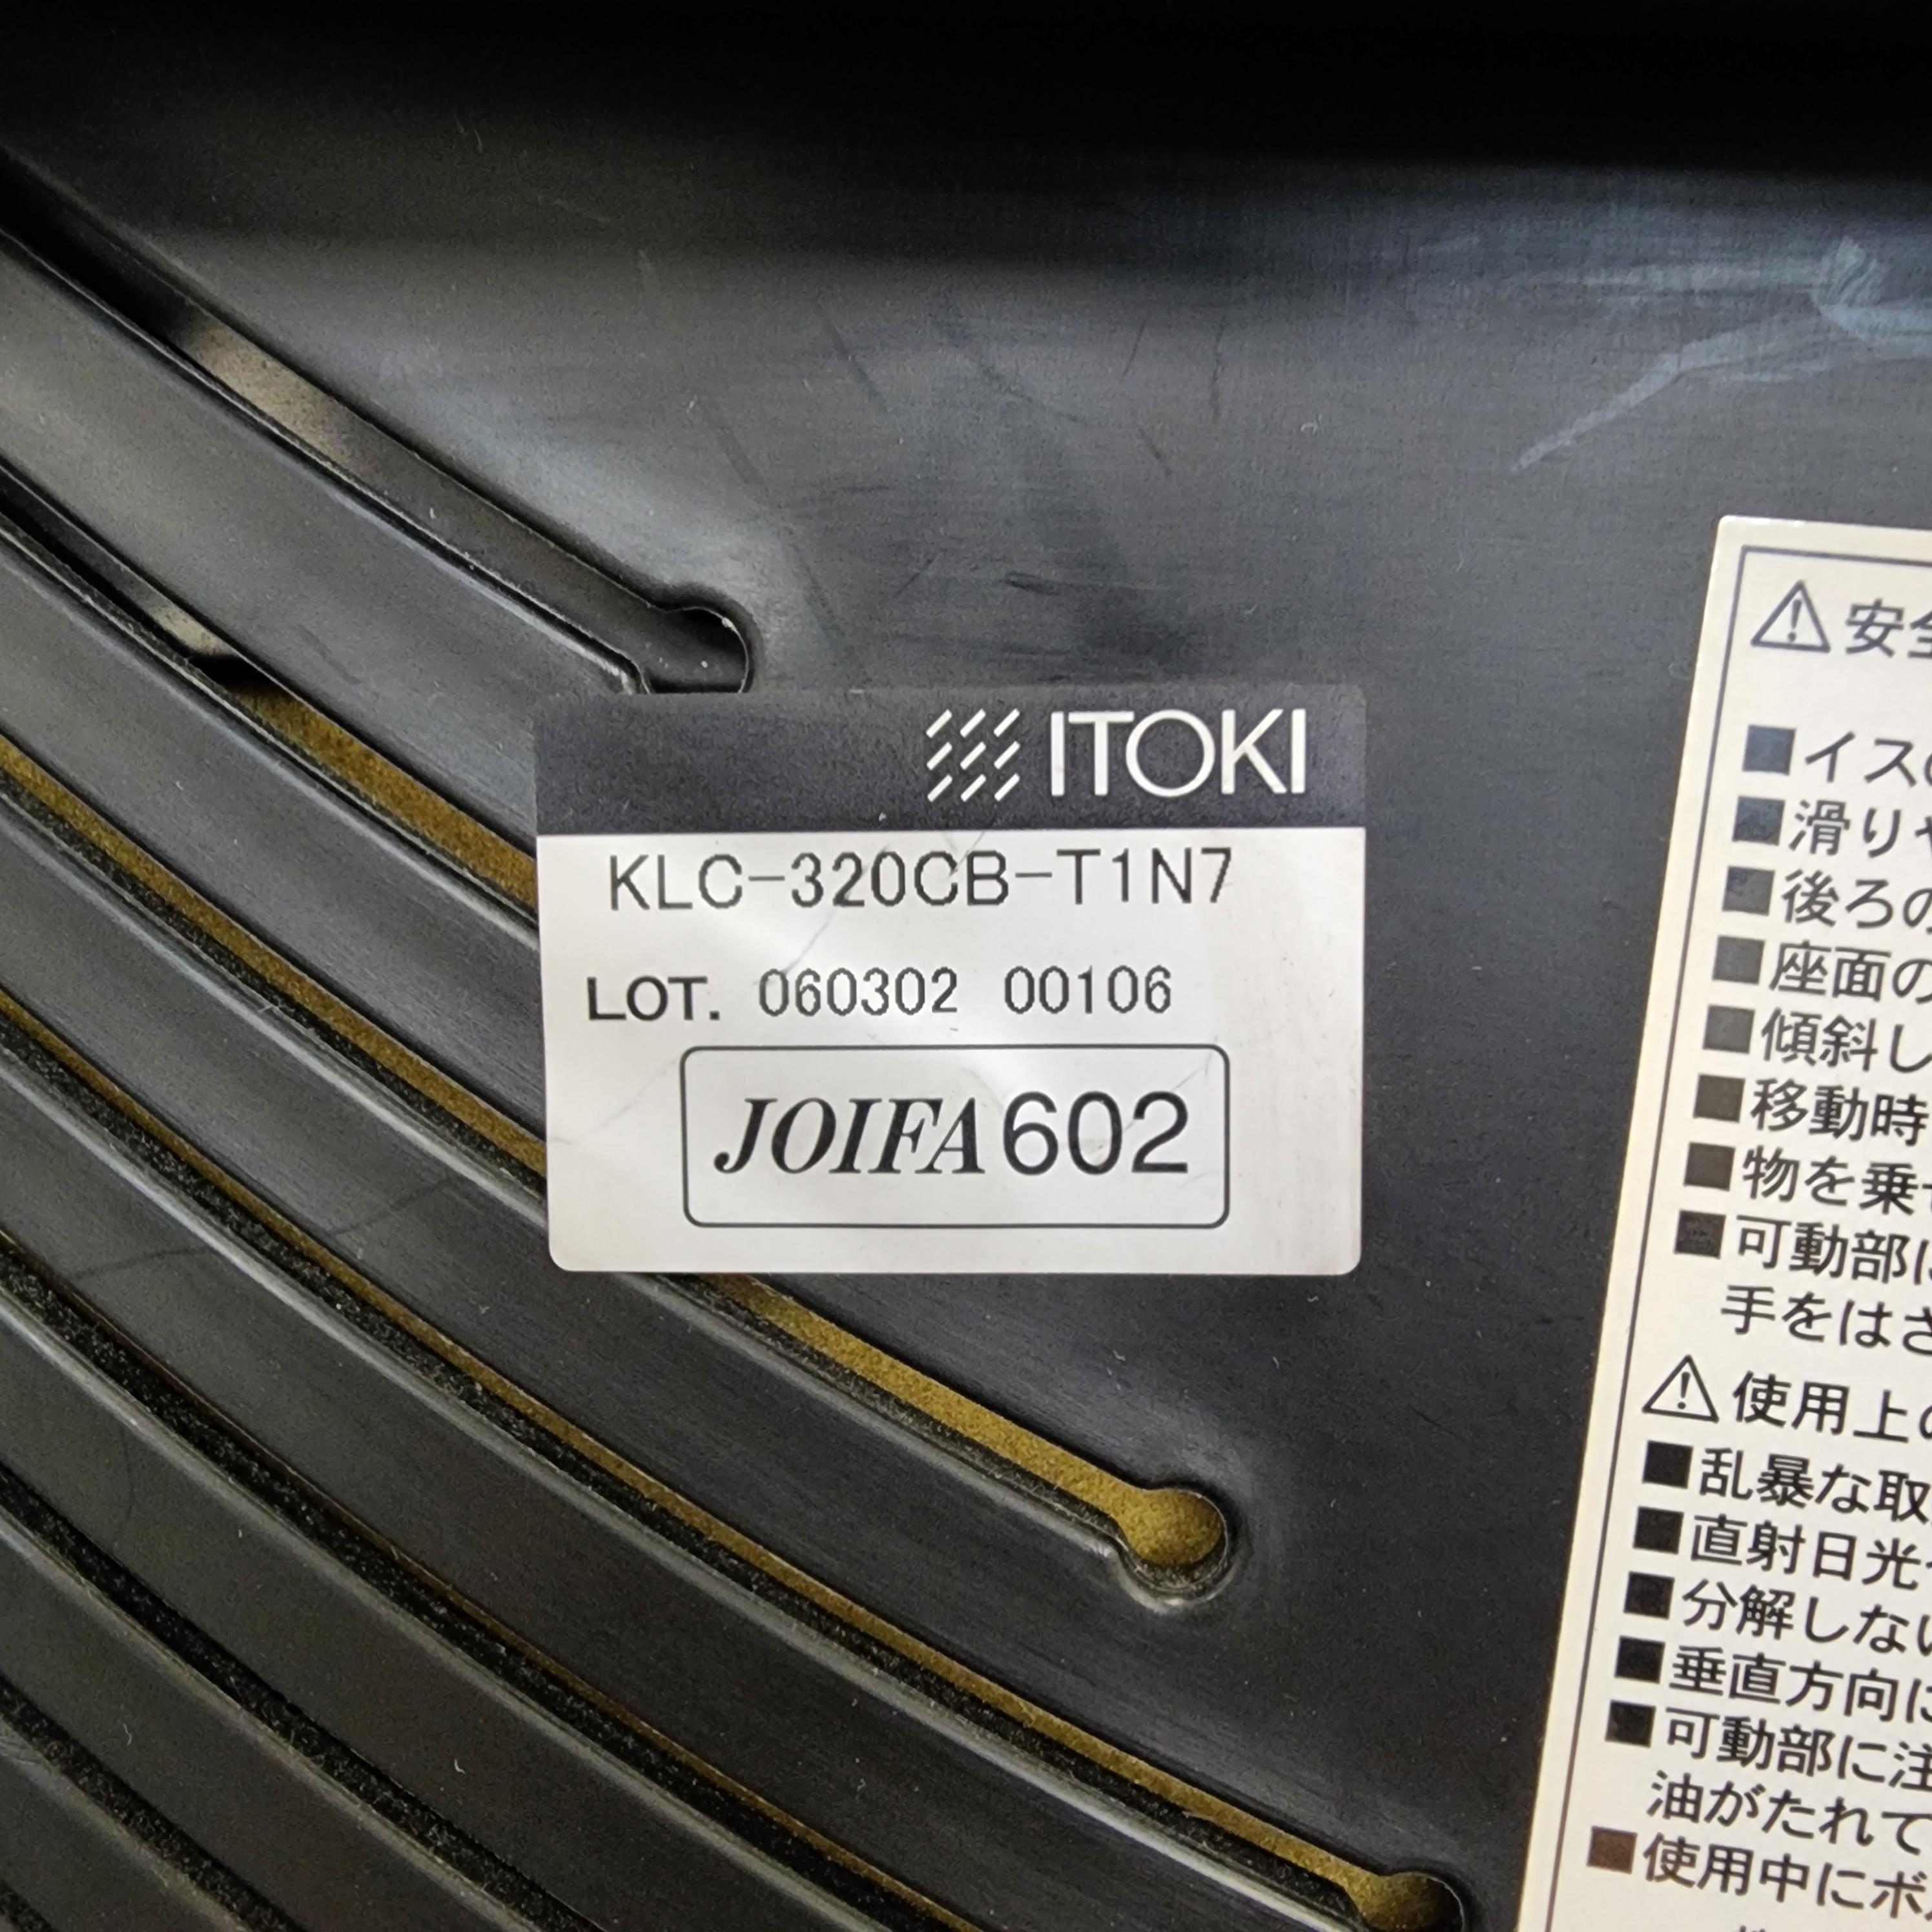 ITOKI
KLC-320CB-T1N7
LOT. 060302 00106
JOIFA602
⚠安全
■イスの
■滑りや
■後ろの
■座面の
■傾斜し
■移動時
■物を乗せ
■可動部に
手をはさ
⚠使用上の
■乱暴な取
■直射日光
■分解しない
■垂直方向に
■可動部に注
油がたれて
■使用中にボ